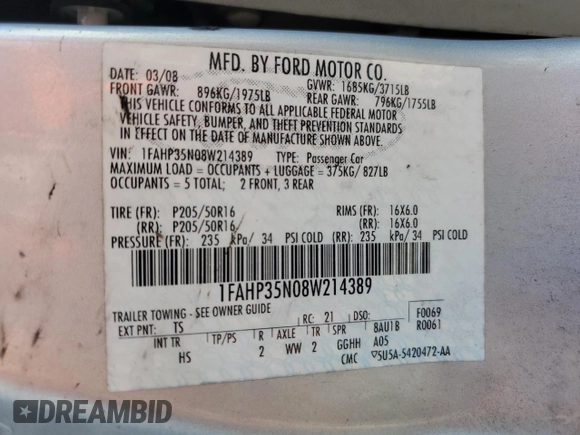 MFD. BY FORD MOTOR CO.
DATE: 03/08 GVWR: 1685KG/3715LB
FRONT GAWR: 896KG/1975LB REAR GAWR: 796KG/1755LB
THIS VEHICLE CONFORMS TO ALL APPLICABLE FEDERAL MOTOR
VEHICLE SAFETY, BUMPER, AND THEFT PREVENTION STANDARDS
IN EFFECT ON THE DATE OF MANUFACTURE SHOWN ABOVE.
VIN: 1FAHP35N08W214389 TYPE: Passenger Car
MAXIMUM LOAD = OCCUPANTS + LUGGAGE = 375KG/ 827LB
OCCUPANTS = 5 TOTAL; 2 FRONT, 3 REAR
TIRE (FR): P205/50R16 RIMS (FR): 16X6.0
(RR): P205/50R16 (RR): 16X6.0
PRESSURE (FR): 235 kPa/ 34 PSI COLD (RR): 235 kPa/ 34 PSI COLD
1FAHP35N08W214389
TRAILER TOWING - SEE OWNER GUIDE
EXT PNT: TS RC: 21 DSO: F0069
INT TR TP/PS R AXLE TR SPR 8AU1B R0061
HS 2 WW 2 GGHH A05
CMC ▽5U5A-5420472-AA
DREAMBID